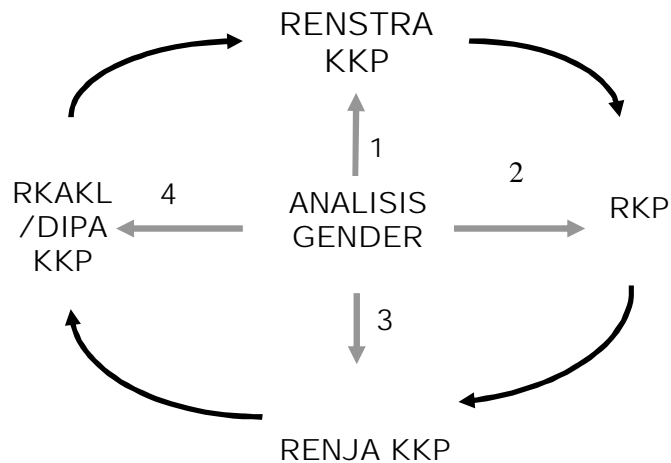 RENSTRA
KKP
1
2
RKAKL
/DIPA
KKP
4
ANALISIS
GENDER
RKP
3
RENJA KKP